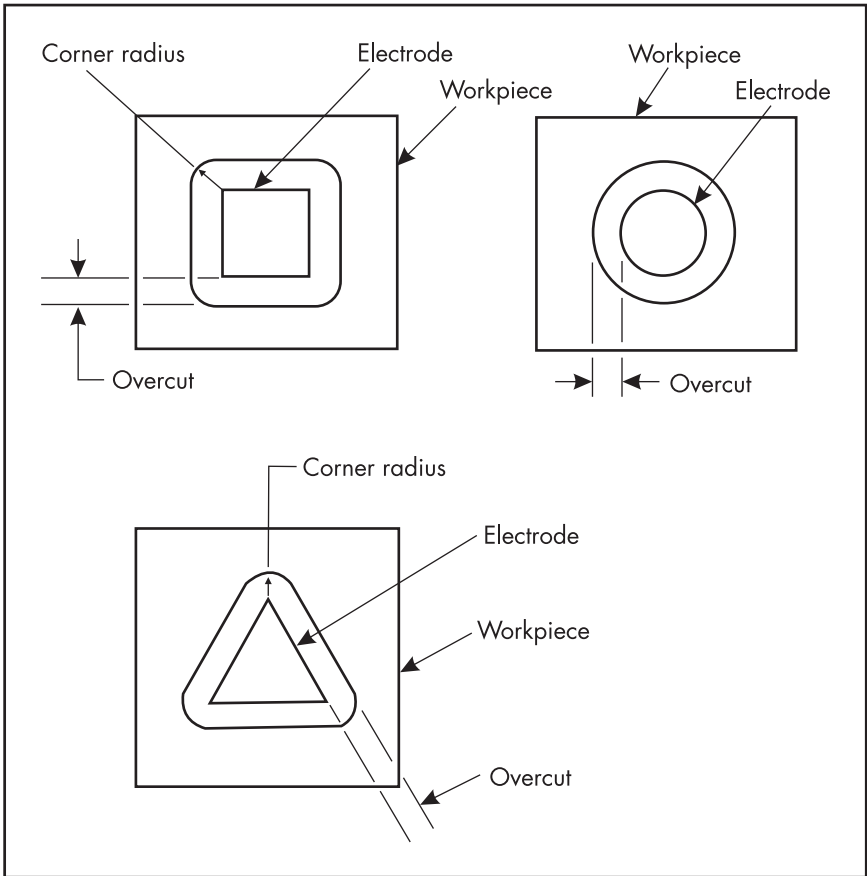 Corner radius
Electrode
Workpiece
Overcut
Workpiece
Electrode
Overcut
Corner radius
Electrode
Workpiece
Overcut